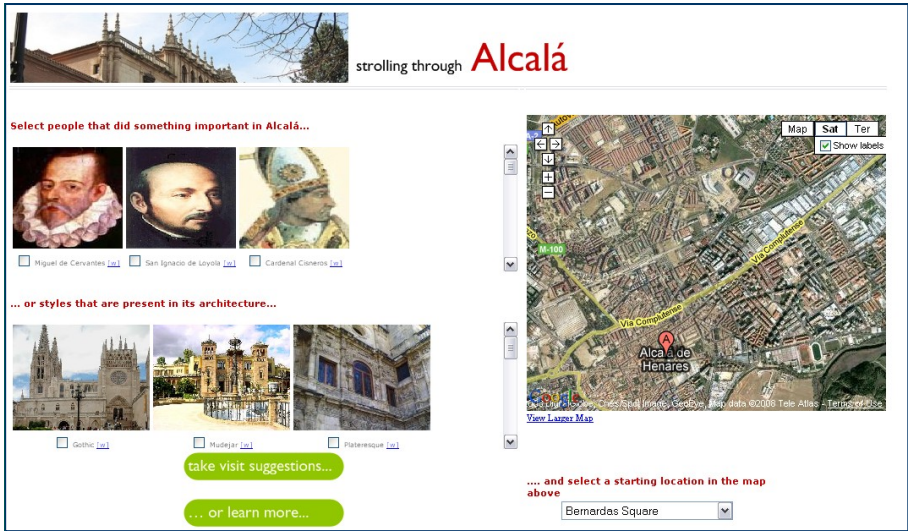 strolling through Alcalá
Select people that did something important in Alcalá...
Miguel de Cervantes [w]
San Ignacio de Loyola [w]
Cardenal Cisneros [w]
... or styles that are present in its architecture...
Gothic [w]
Mudejar [w]
Plateresque [w]
take visit suggestions...
... or learn more...
Map Sat Ter
Show labels
M-100
Vía Complutense
Vía Complutense
A
Alcalá de
Henares
Google
GeoEye, Map data ©2008 Tele Atlas - Terms of Use
View Larger Map
.... and select a starting location in the map
above
Bernardas Square